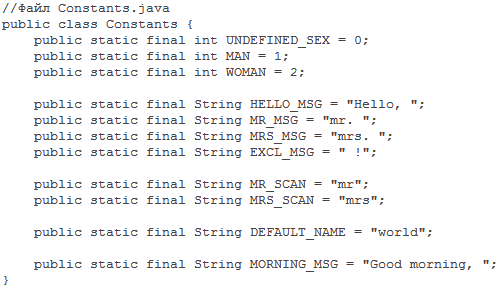 //Файл Constants.java
public class Constants {
    public static final int UNDEFINED_SEX = 0;
    public static final int MAN = 1;
    public static final int WOMAN = 2;

    public static final String HELLO_MSG = "Hello, ";
    public static final String MR_MSG = "mr. ";
    public static final String MRS_MSG = "mrs. ";
    public static final String EXCL_MSG = " !";

    public static final String MR_SCAN = "mr";
    public static final String MRS_SCAN = "mrs";

    public static final String DEFAULT_NAME = "world";

    public static final String MORNING_MSG = "Good morning, ";
}